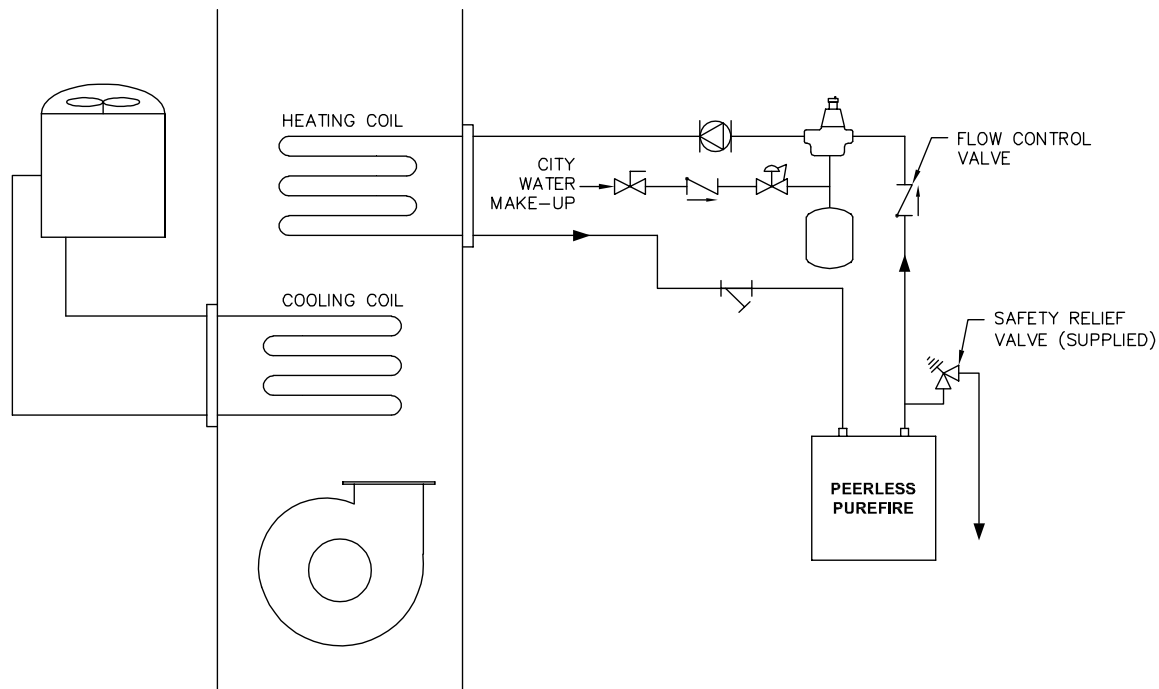 HEATING COIL
CITY
WATER
MAKE-UP
FLOW CONTROL
VALVE
COOLING COIL
SAFETY RELIEF
VALVE (SUPPLIED)
PEERLESS
PUREFIRE